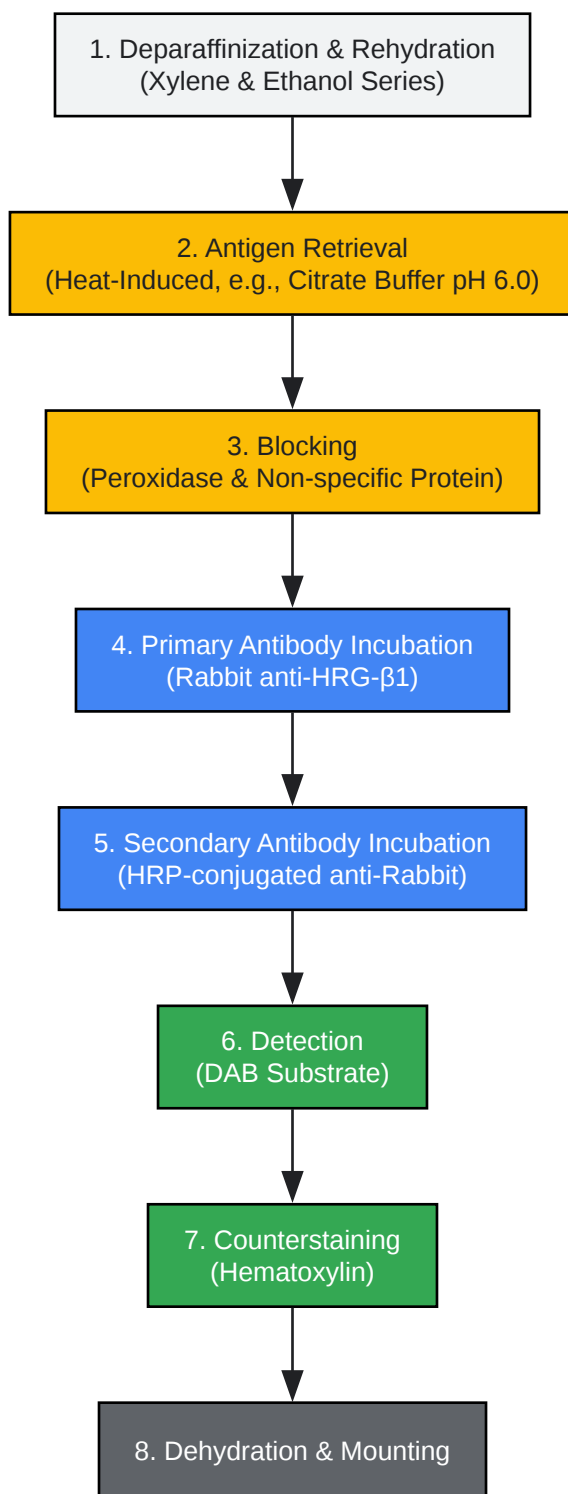 1. Deparaffinization & Rehydration
(Xylene & Ethanol Series)
2. Antigen Retrieval
(Heat-Induced, e.g., Citrate Buffer pH 6.0)
3. Blocking
(Peroxidase & Non-specific Protein)
4. Primary Antibody Incubation
(Rabbit anti-HRG-β1)
5. Secondary Antibody Incubation
(HRP-conjugated anti-Rabbit)
6. Detection
(DAB Substrate)
7. Counterstaining
(Hematoxylin)
8. Dehydration & Mounting